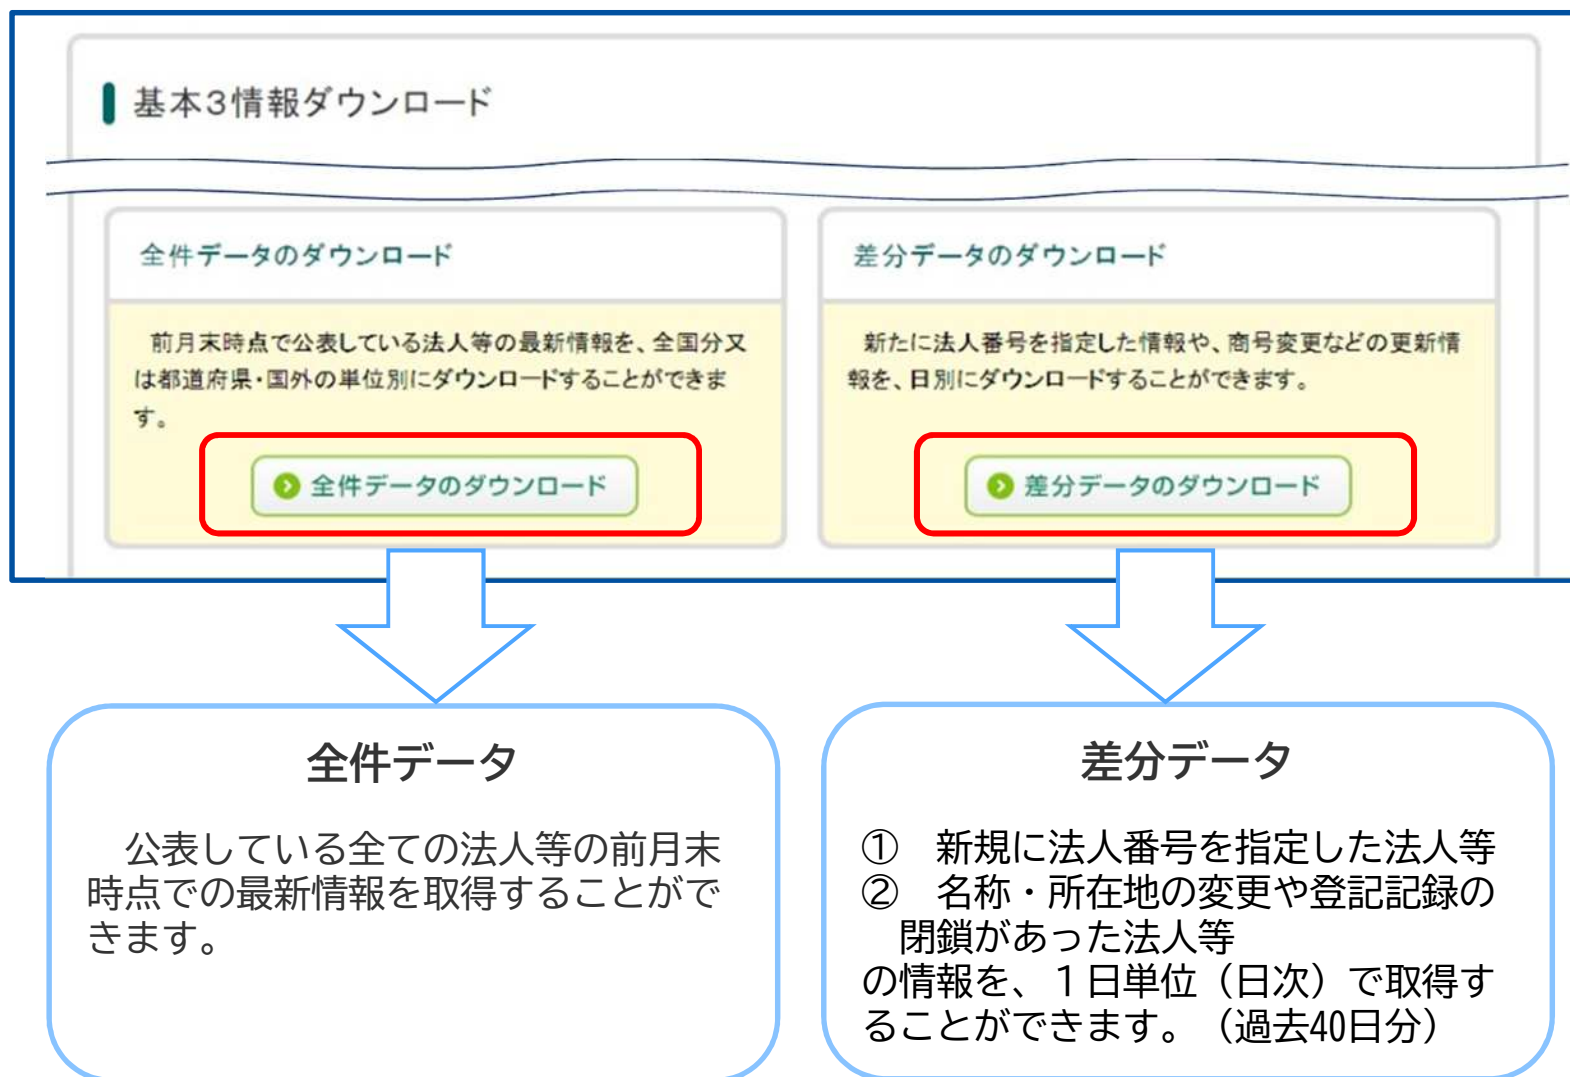 基本3情報ダウンロード
全件データのダウンロード
前月末時点で公表している法人等の最新情報を、全国分又
は都道府県・国外の単位別にダウンロードすることができま
す。
全件データのダウンロード
差分データのダウンロード
新たに法人番号を指定した情報や、商号変更などの更新情
報を、日別にダウンロードすることができます。
差分データのダウンロード
全件データ
公表している全ての法人等の前月末
時点での最新情報を取得することがで
きます。
差分データ
① 新規に法人番号を指定した法人等
② 名称・所在地の変更や登記記録の
閉鎖があった法人等
の情報を、1日単位（日次）で取得す
ることができます。（過去40日分）